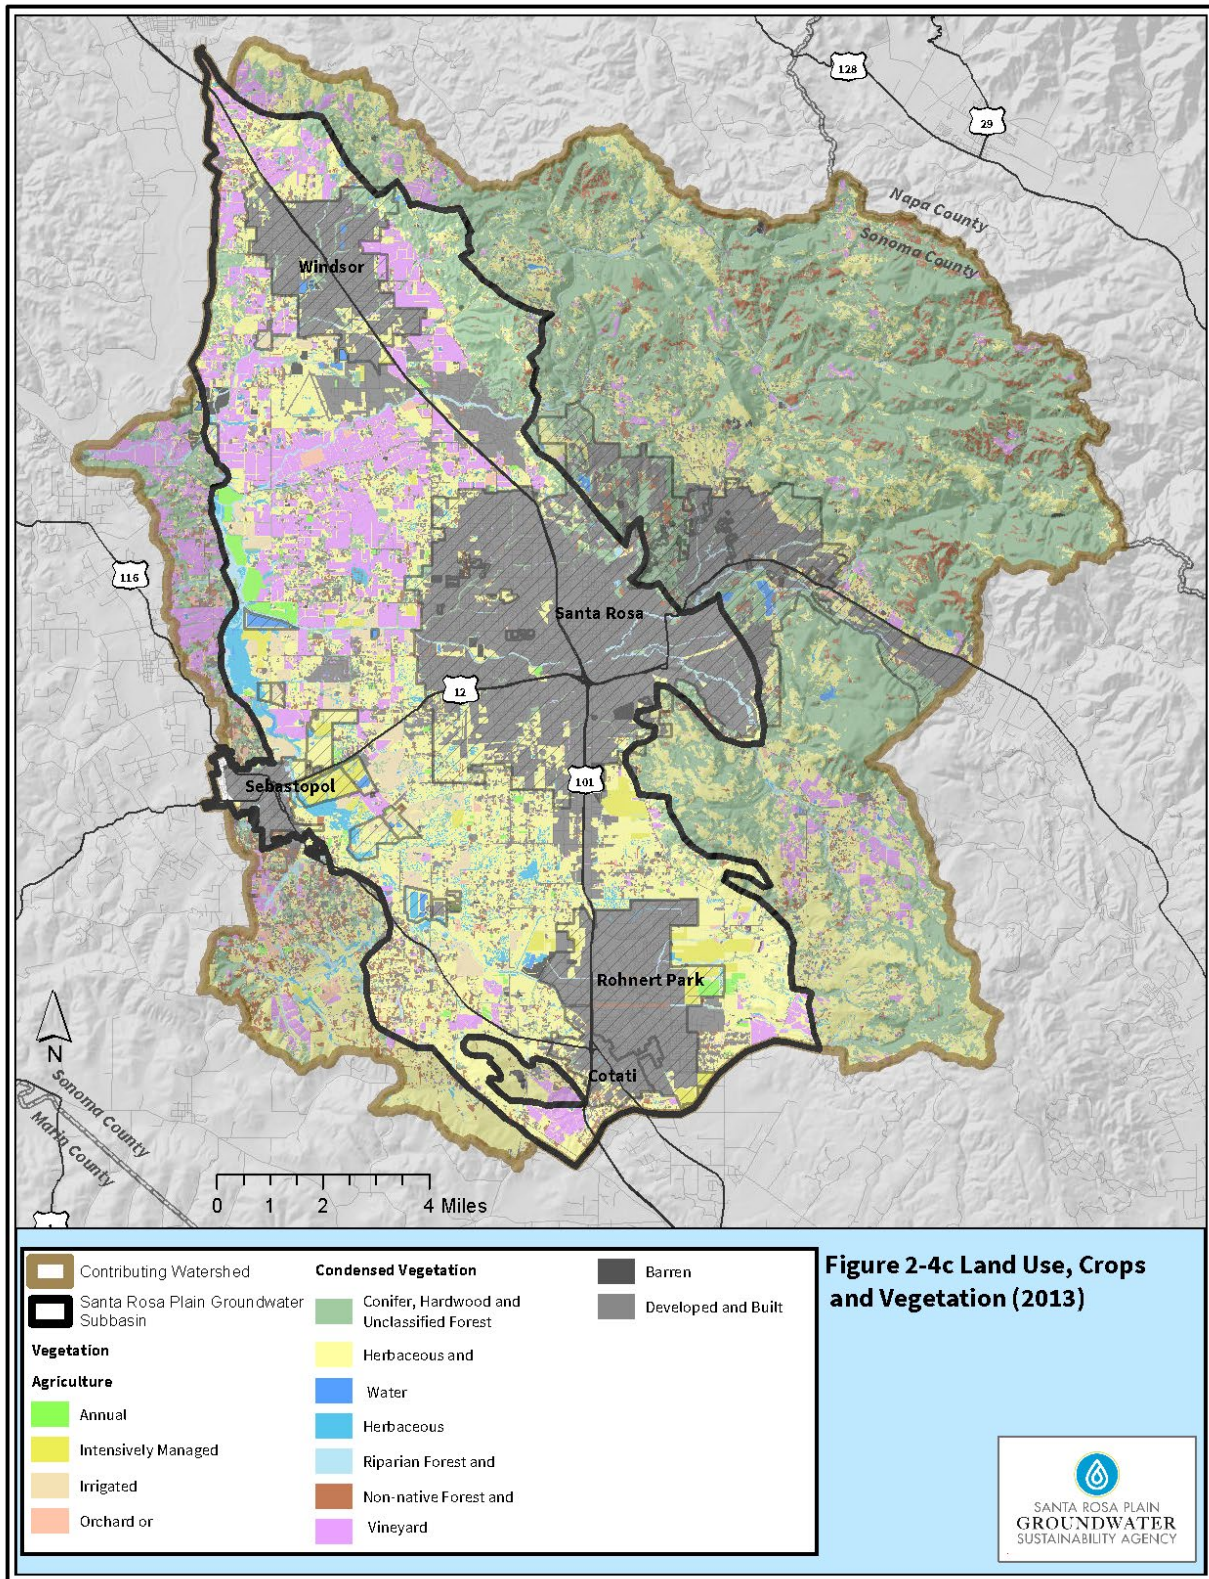 128
29
Napa County
Sonoma County
Windsor
116
Santa Rosa
12
Sebastopol
101
Rohnert Park
Cotati
N
Sonoma County
Marin County
0 1 2 4 Miles
Contributing Watershed
Santa Rosa Plain Groundwater
Subbasin
Vegetation
Agriculture
Annual
Intensively Managed
Irrigated
Orchard or
Condensed Vegetation
Conifer, Hardwood and
Unclassified Forest
Herbaceous and
Water
Herbaceous
Riparian Forest and
Non-native Forest and
Vineyard
Barren
Developed and Built
Figure 2-4c Land Use, Crops
and Vegetation (2013)
SANTA ROSA PLAIN
GROUNDWATER
SUSTAINABILITY AGENCY